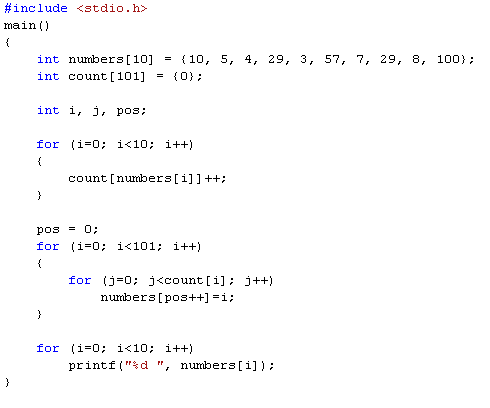 #include <stdio.h>
main()
{
    int numbers[10] = {10, 5, 4, 29, 3, 57, 7, 29, 8, 100};
    int count[101] = {0};

    int i, j, pos;

    for (i=0; i<10; i++)
    {
        count[numbers[i]]++;
    }

    pos = 0;
    for (i=0; i<101; i++)
    {
        for (j=0; j<count[i]; j++)
            numbers[pos++]=i;
    }

    for (i=0; i<10; i++)
        printf("%d ", numbers[i]);
}